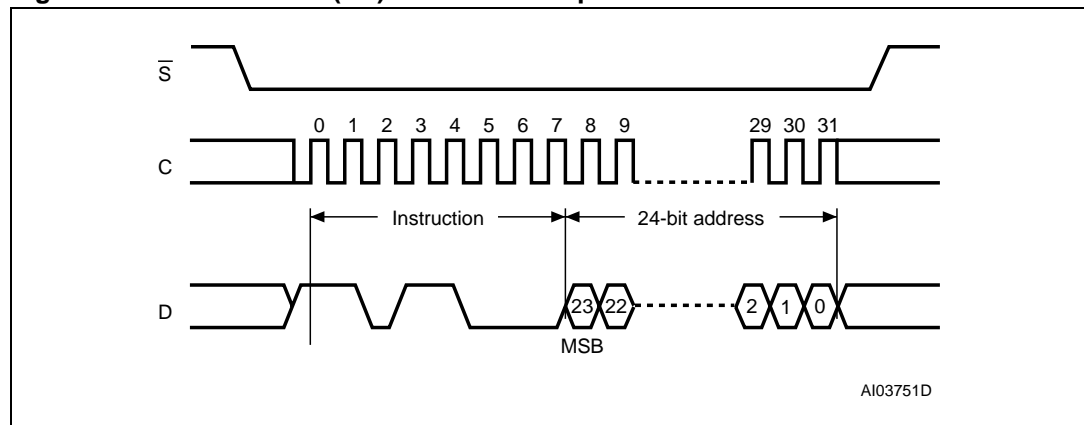 S
0 1 2 3 4 5 6 7 8 9 29 30 31
C
Instruction 24-bit address
D 23 22 2 1 0
MSB
AI03751D